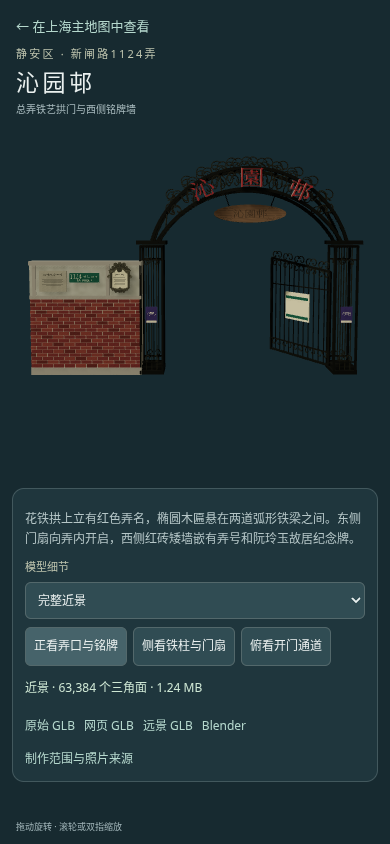 ← 在上海主地图中查看
静安区 · 新闸路1124弄
沁园邨
总弄铁艺拱门与西侧铭牌墙
沁 園 邨
沁園邨
1124
花铁拱上立有红色弄名，椭圆木匾悬在两道弧形铁梁之间。东侧
门扇向弄内开启，西侧红砖矮墙嵌有弄号和阮玲玉故居纪念牌。
模型细节
完整近景
正看弄口与铭牌
侧看铁柱与门扇
俯看开门通道
近景 · 63,384 个三角面 · 1.24 MB
原始 GLB 网页 GLB 远景 GLB Blender
制作范围与照片来源
拖动旋转 · 滚轮或双指缩放